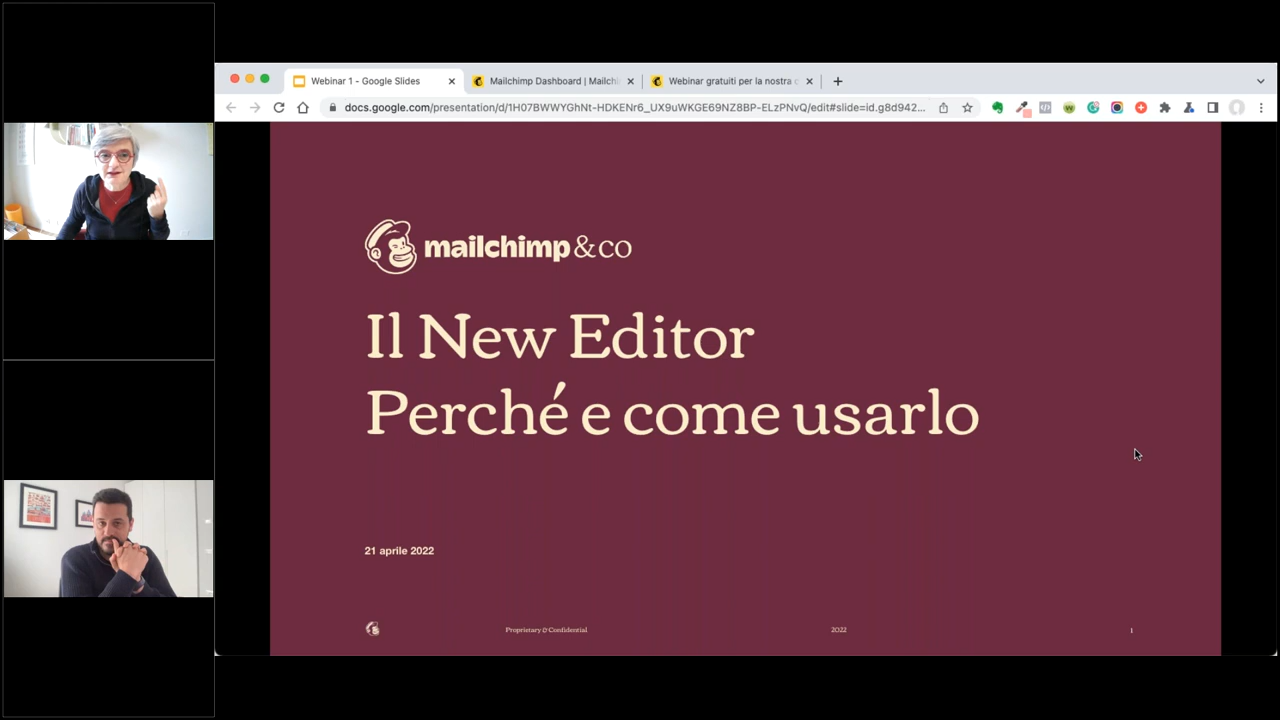 Webinar 1 - Google Slides
Mailchimp Dashboard | Mailchi
Webinar gratuiti per la nostra c
docs.google.com/presentation/d/1H07BWWYGhNt-HDKENr6_UX9uWKGE69NZ8BP-ELzPNvQ/edit#slide=id.g8d942...
mailchimp & co
Il New Editor
Perché e come usarlo
21 aprile 2022
Proprietary & Confidential
2022
1